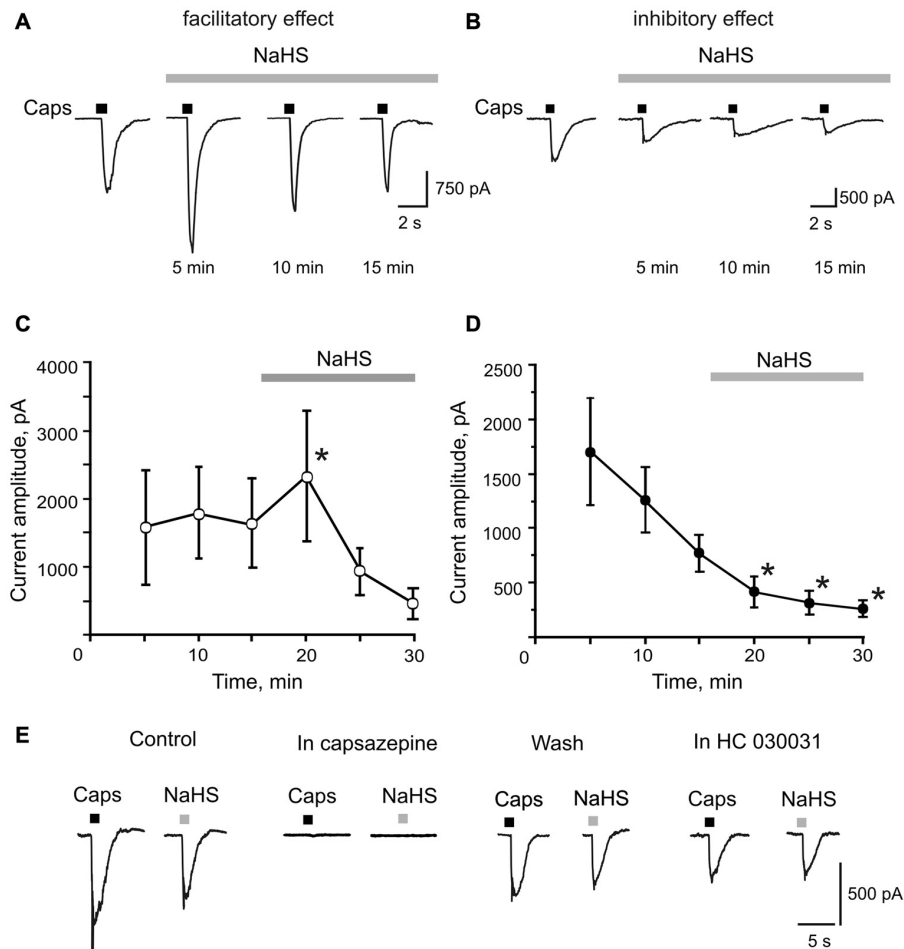 A facilitatory effect
NaHS
Caps
750 pA
2 s
5 min 10 min 15 min
B inhibitory effect
NaHS
Caps
500 pA
2 s
5 min 10 min 15 min
C
NaHS
4000
3000
2000
1000
*
Current amplitude, pA
0 10 20 30
Time, min
D
NaHS
2500
2000
1500
1000
500
* * *
Current amplitude, pA
0 10 20 30
Time, min
E
Control In capsazepine Wash In HC 030031
Caps NaHS Caps NaHS Caps NaHS Caps NaHS
500 pA
5 s